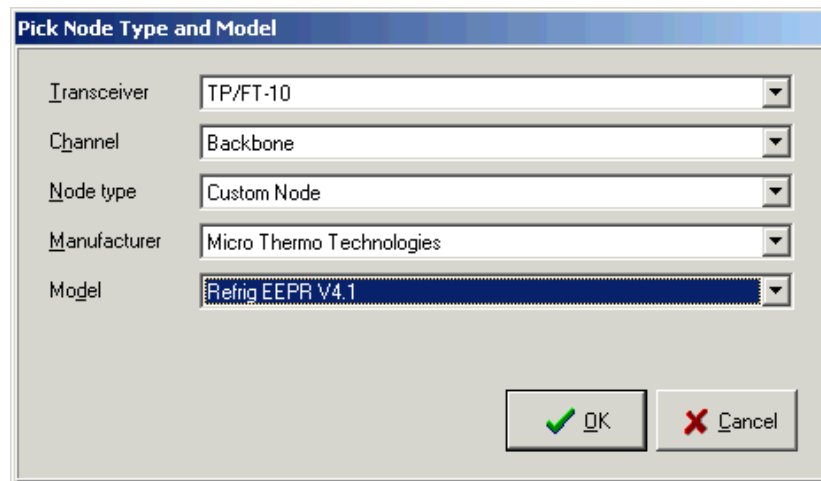 Pick Node Type and Model
Transceiver TP/FT-10
Channel Backbone
Node type Custom Node
Manufacturer Micro Thermo Technologies
Model Refrig EEPR V4.1
OK Cancel